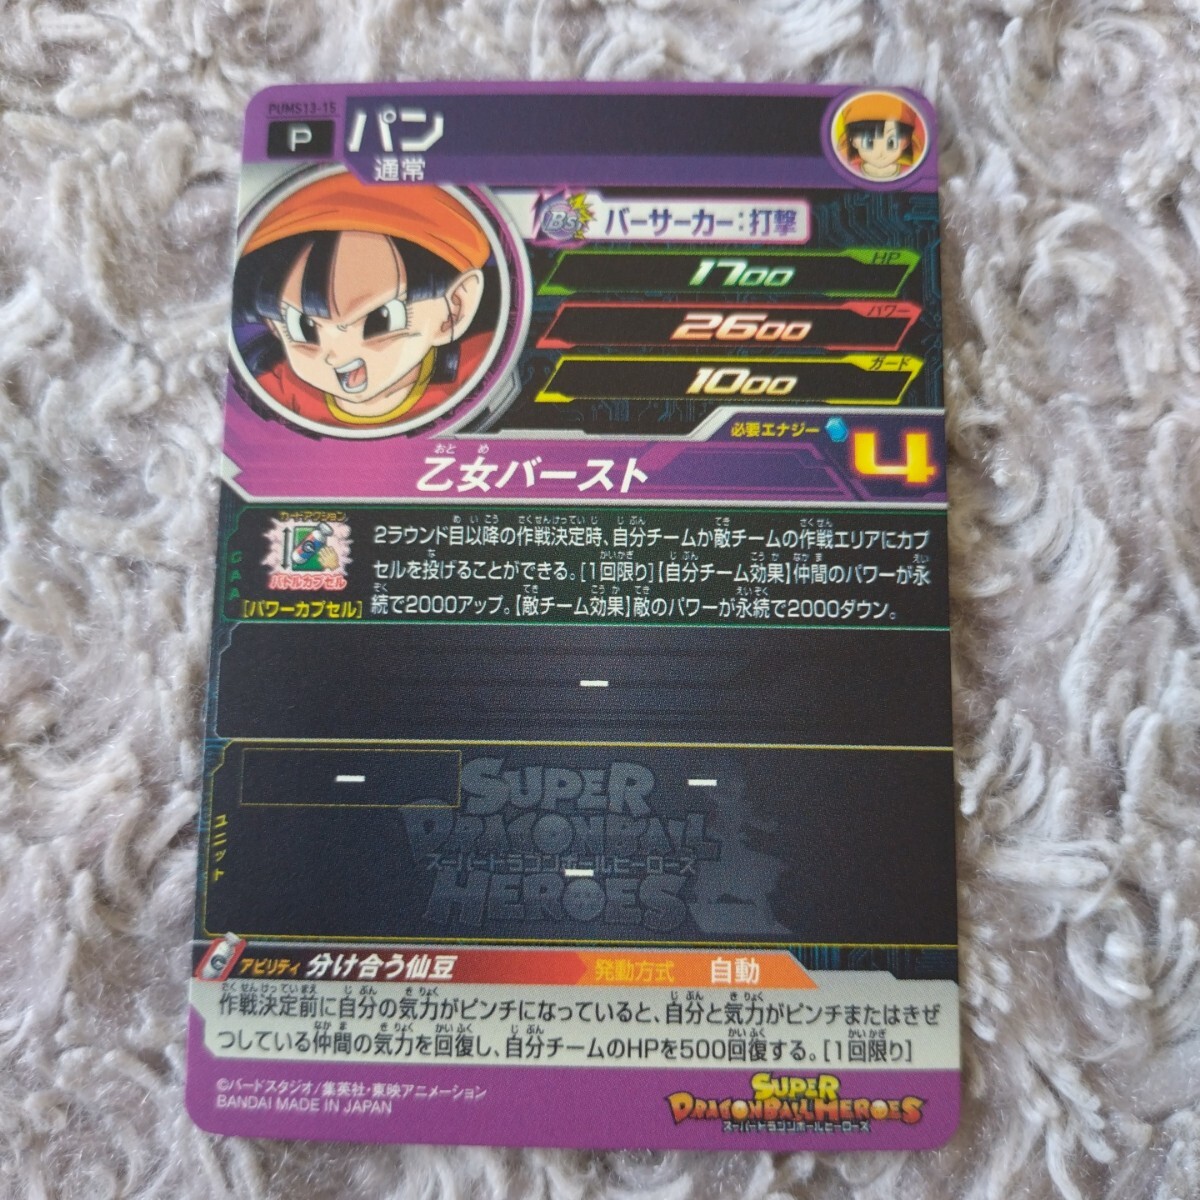 PUMS13-15
P
パン
通常
Bs
バーサーカー:打撃
HP
1700
パワー
2600
ガード
1000
必要エナジー
4
おとめ
乙女バースト
CAA
カードアクション
バトルカプセル
[パワーカプセル]
2ラウンド目以降の作戦決定時、自分チームか敵チームの作戦エリアにカプ
セルを投げることができる。[1回限り]【自分チーム効果】仲間のパワーが永
続で2000アップ。【敵チーム効果】敵のパワーが永続で2000ダウン。
-
ユニット
-
-
-
SUPER
DRAGONBALL
スーパードラゴンボールヒーローズ
HEROES
アビリティ 分け合う仙豆 発動方式 自動
作戦決定前に自分の気力がピンチになっていると、自分と気力がピンチまたはきぜ
つしている仲間の気力を回復し、自分チームのHPを500回復する。[1回限り]
©バードスタジオ/集英社・東映アニメーション
BANDAI MADE IN JAPAN
SUPER
DRAGONBALL HEROES
スーパードラゴンボールヒーローズ